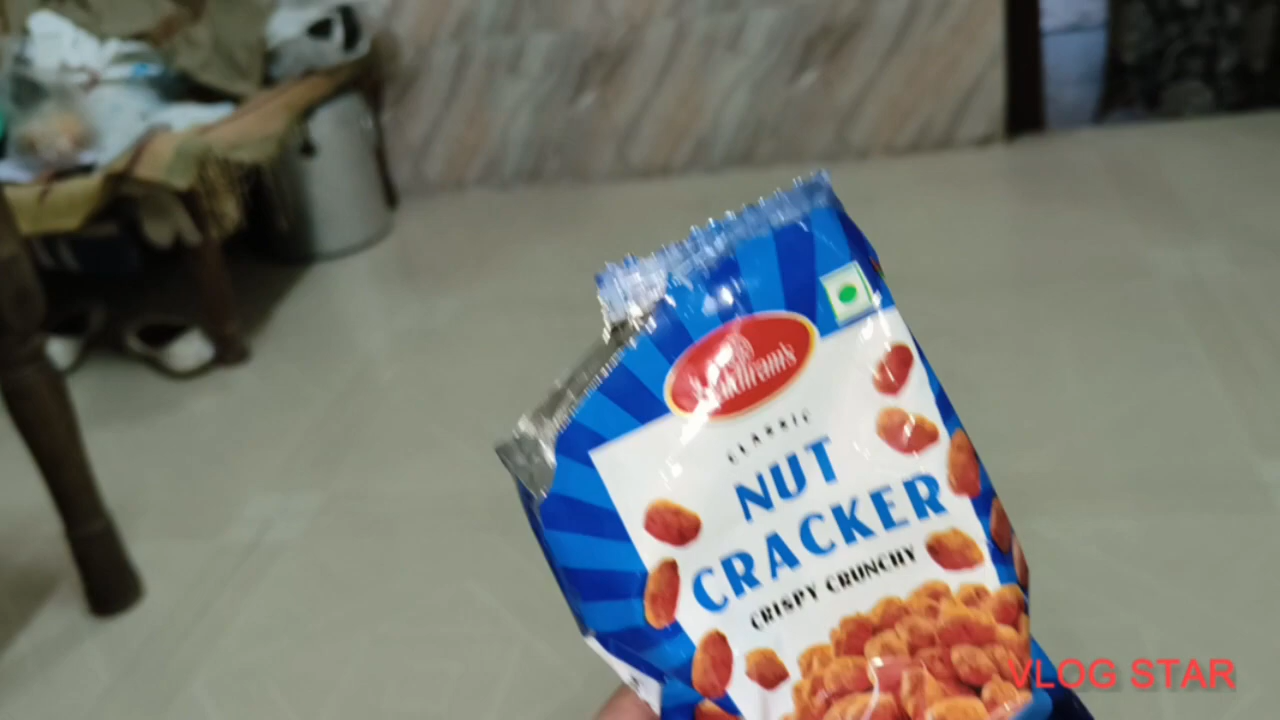 Haldiram's
CLASSIC
NUT
CRACKER
CRISPY CRUNCHY
VLOG STAR